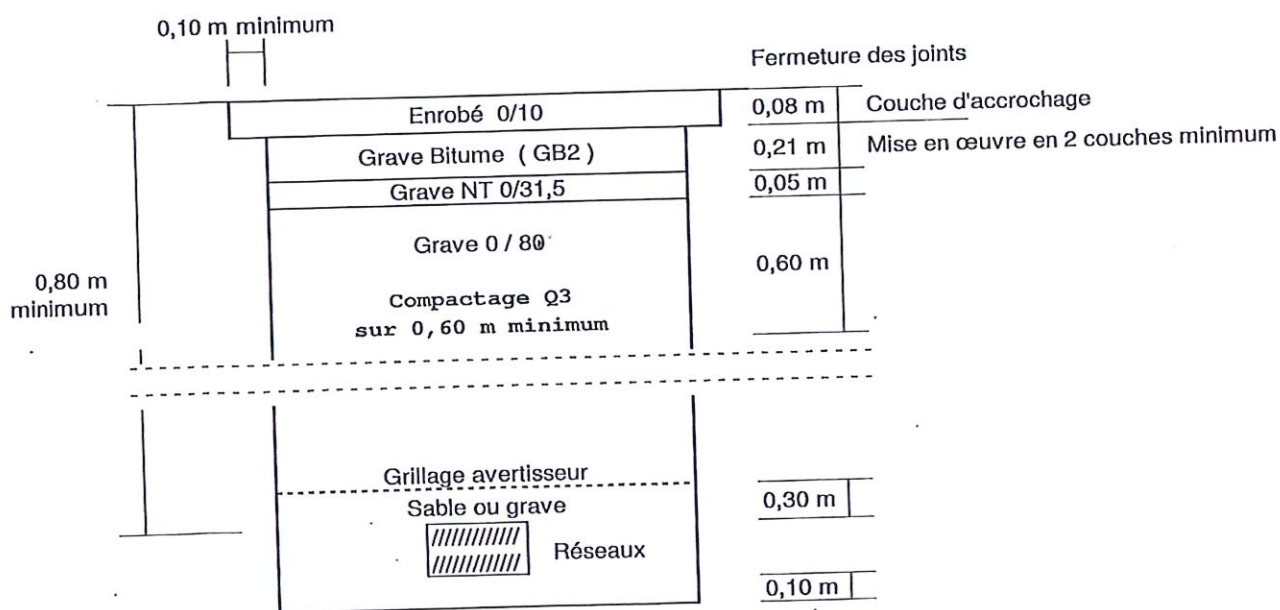 0,10 m minimum
Fermeture des joints
Enrobé 0/10
0,08 m
Couche d'accrochage
Grave Bitume ( GB2 )
0,21 m
Mise en œuvre en 2 couches minimum
Grave NT 0/31,5
0,05 m
Grave 0 / 80
0,80 m
minimum
0,60 m
Compactage Q3
sur 0,60 m minimum
Grillage avertisseur
Sable ou grave
0,30 m
Réseaux
0,10 m